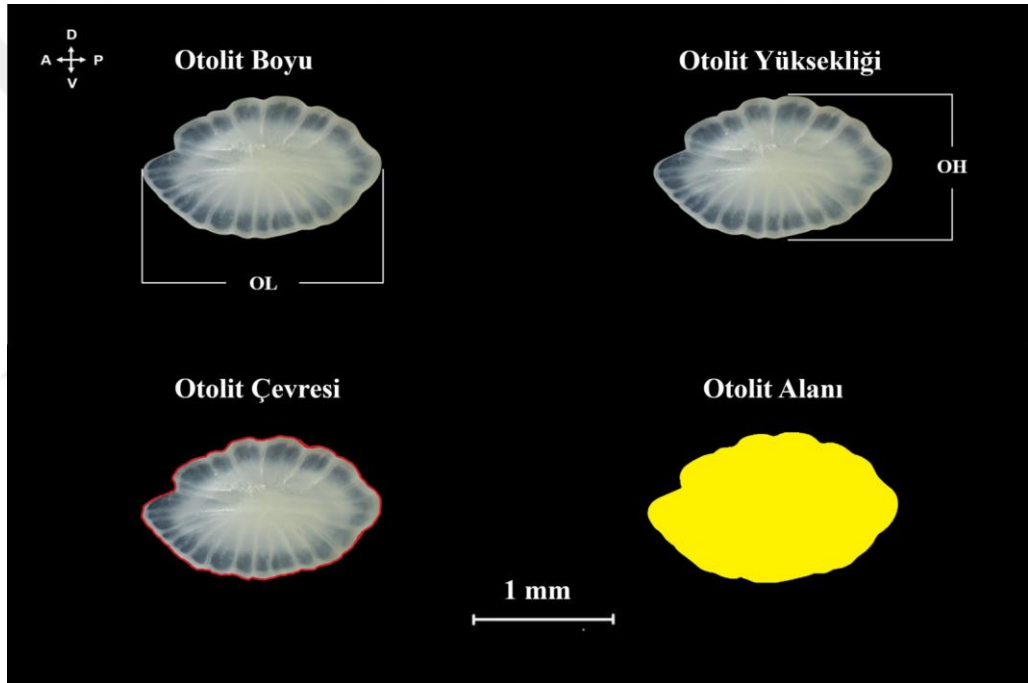 D
A P
V
Otolit Boyu
Otolit Yüksekliği
OH
OL
Otolit Çevresi
Otolit Alanı
1 mm